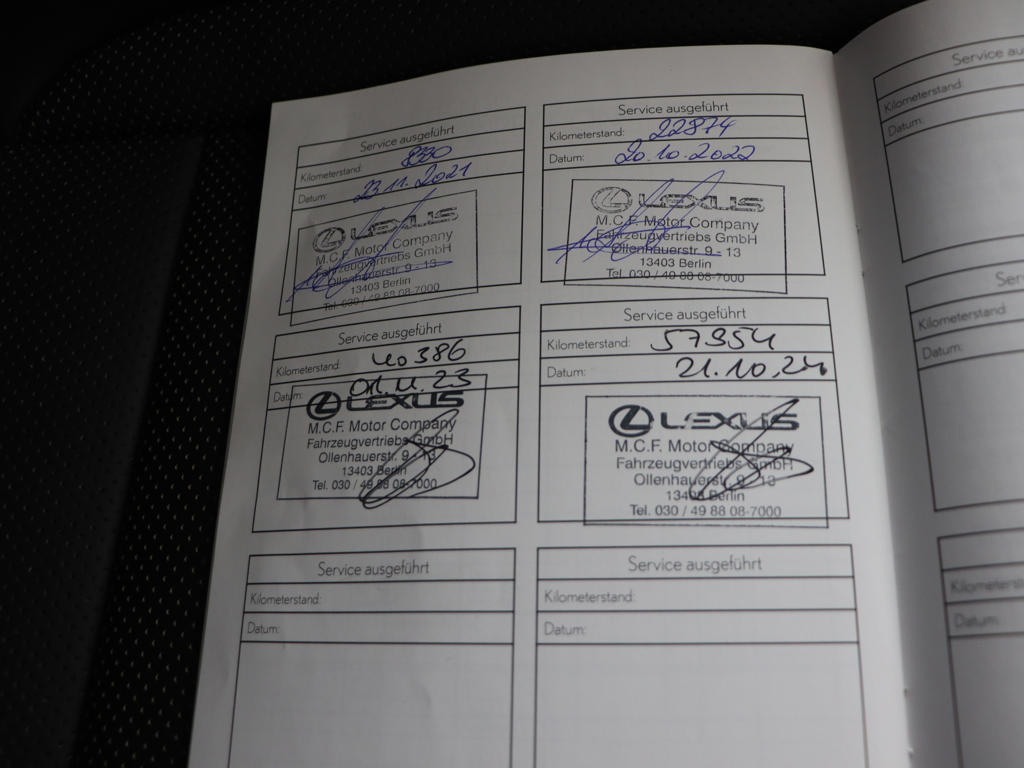 Service ausgeführt
Kilometerstand: 8330
Datum: 23.11.2021
LEXUS
M.C.F. Motor Company
Fahrzeugvertriebs GmbH
Ollenhauerstr. 9 - 13
13403 Berlin
Tel. 030 / 49 88 08-7000
Service ausgeführt
Kilometerstand: 22874
Datum: 20.10.2022
LEXUS
M.C.F. Motor Company
Fahrzeugvertriebs GmbH
Ollenhauerstr. 9 - 13
13403 Berlin
Tel. 030 / 49 88 08-7000
Service ausgeführt
Kilometerstand: 40386
Datum: 01.11.23
LEXUS
M.C.F. Motor Company
Fahrzeugvertriebs GmbH
Ollenhauerstr. 9 - 13
13403 Berlin
Tel. 030 / 49 88 08-7000
Service ausgeführt
Kilometerstand: 57354
Datum: 21.10.24
LEXUS
M.C.F. Motor Company
Fahrzeugvertriebs GmbH
Ollenhauerstr. 9 - 13
13403 Berlin
Tel. 030 / 49 88 08-7000
Service ausgeführt
Kilometerstand:
Datum:
Service ausgeführt
Kilometerstand:
Datum:
Service au
Kilometerstand:
Datum:
Ser
Kilometerstand
Datum:
Kilometerstand
Datum: